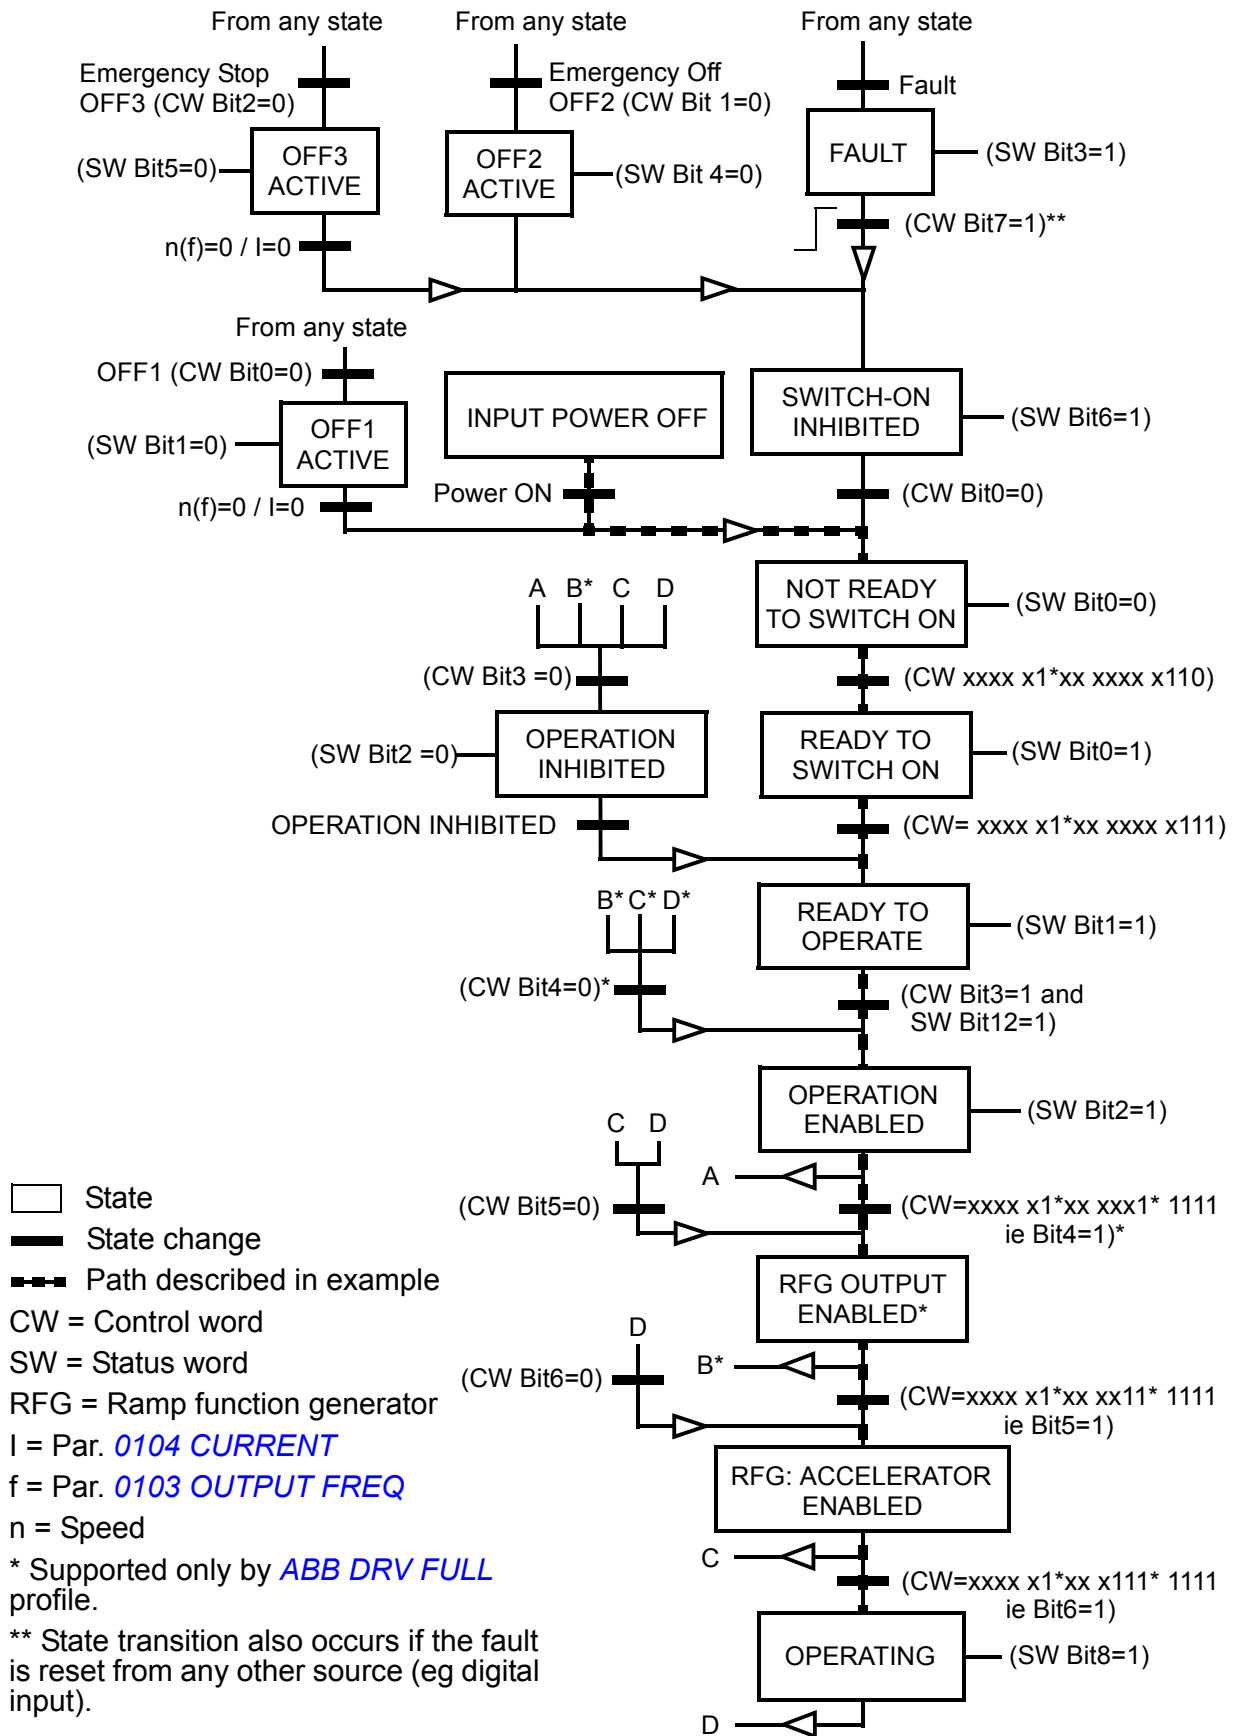 From any state
From any state
From any state
Emergency Stop
OFF3 (CW Bit2=0)
Emergency Off
OFF2 (CW Bit 1=0)
Fault
OFF3
ACTIVE
(SW Bit5=0)
OFF2
ACTIVE
(SW Bit 4=0)
FAULT
(SW Bit3=1)
n(f)=0 / I=0
(CW Bit7=1)**
From any state
OFF1 (CW Bit0=0)
OFF1
ACTIVE
(SW Bit1=0)
INPUT POWER OFF
SWITCH-ON
INHIBITED
(SW Bit6=1)
n(f)=0 / I=0
Power ON
(CW Bit0=0)
A B* C D
NOT READY
TO SWITCH ON
(SW Bit0=0)
(CW Bit3 =0)
(CW xxxx x1*xx xxxx x110)
(SW Bit2 =0)
OPERATION
INHIBITED
READY TO
SWITCH ON
(SW Bit0=1)
OPERATION INHIBITED
(CW= xxxx x1*xx xxxx x111)
B* C* D*
READY TO
OPERATE
(SW Bit1=1)
(CW Bit4=0)*
(CW Bit3=1 and
SW Bit12=1)
OPERATION
ENABLED
(SW Bit2=1)
C D
A
(CW Bit5=0)
(CW=xxxx x1*xx xxx1* 1111
ie Bit4=1)*
RFG OUTPUT
ENABLED*
D
B*
(CW Bit6=0)
(CW=xxxx x1*xx xx11* 1111
ie Bit5=1)
RFG: ACCELERATOR
ENABLED
C
(CW=xxxx x1*xx x111* 1111
ie Bit6=1)
OPERATING
(SW Bit8=1)
D
State
State change
Path described in example
CW = Control word
SW = Status word
RFG = Ramp function generator
I = Par. 0104 CURRENT
f = Par. 0103 OUTPUT FREQ
n = Speed
* Supported only by ABB DRV FULL
profile.
** State transition also occurs if the fault
is reset from any other source (eg digital
input).